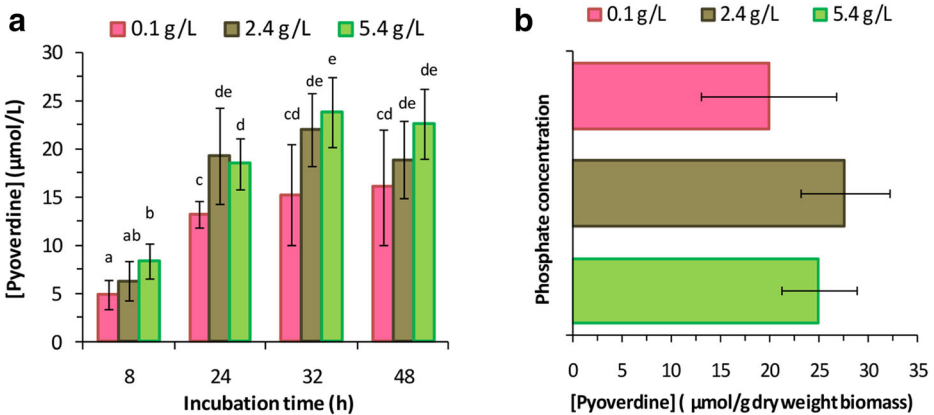 a
0.1 g/L 2.4 g/L 5.4 g/L
[Pyoverdine] (µmol/L)
30
25
20
15
10
5
0
a ab b
c de d
cd de e
cd de de
8 24 32 48
Incubation time (h)
b
0.1 g/L 2.4 g/L 5.4 g/L
Phosphate concentration
0 5 10 15 20 25 30 35
[Pyoverdine] ( µmol/g dry weight biomass)